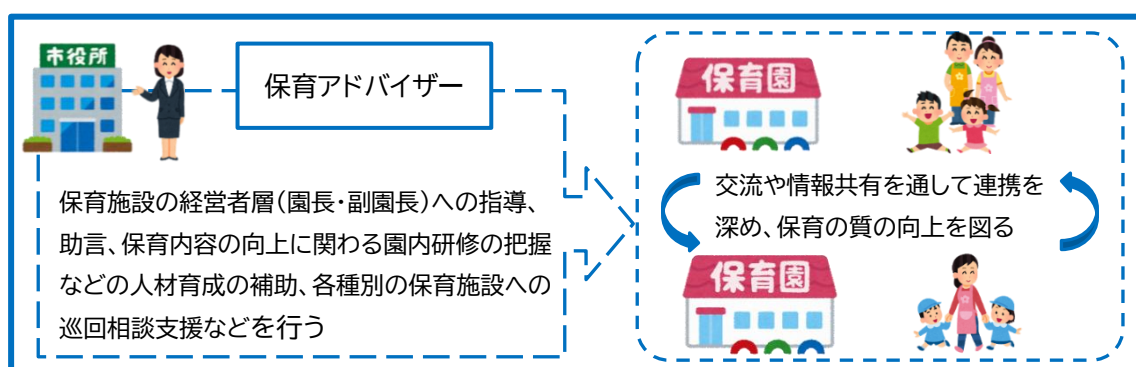 市役所
保育アドバイザー
保育施設の経営者層(園長・副園長)への指導、
助言、保育内容の向上に関わる園内研修の把握
などの人材育成の補助、各種別の保育施設への
巡回相談支援などを行う
保育園
交流や情報共有を通して連携を
深め、保育の質の向上を図る
保育園